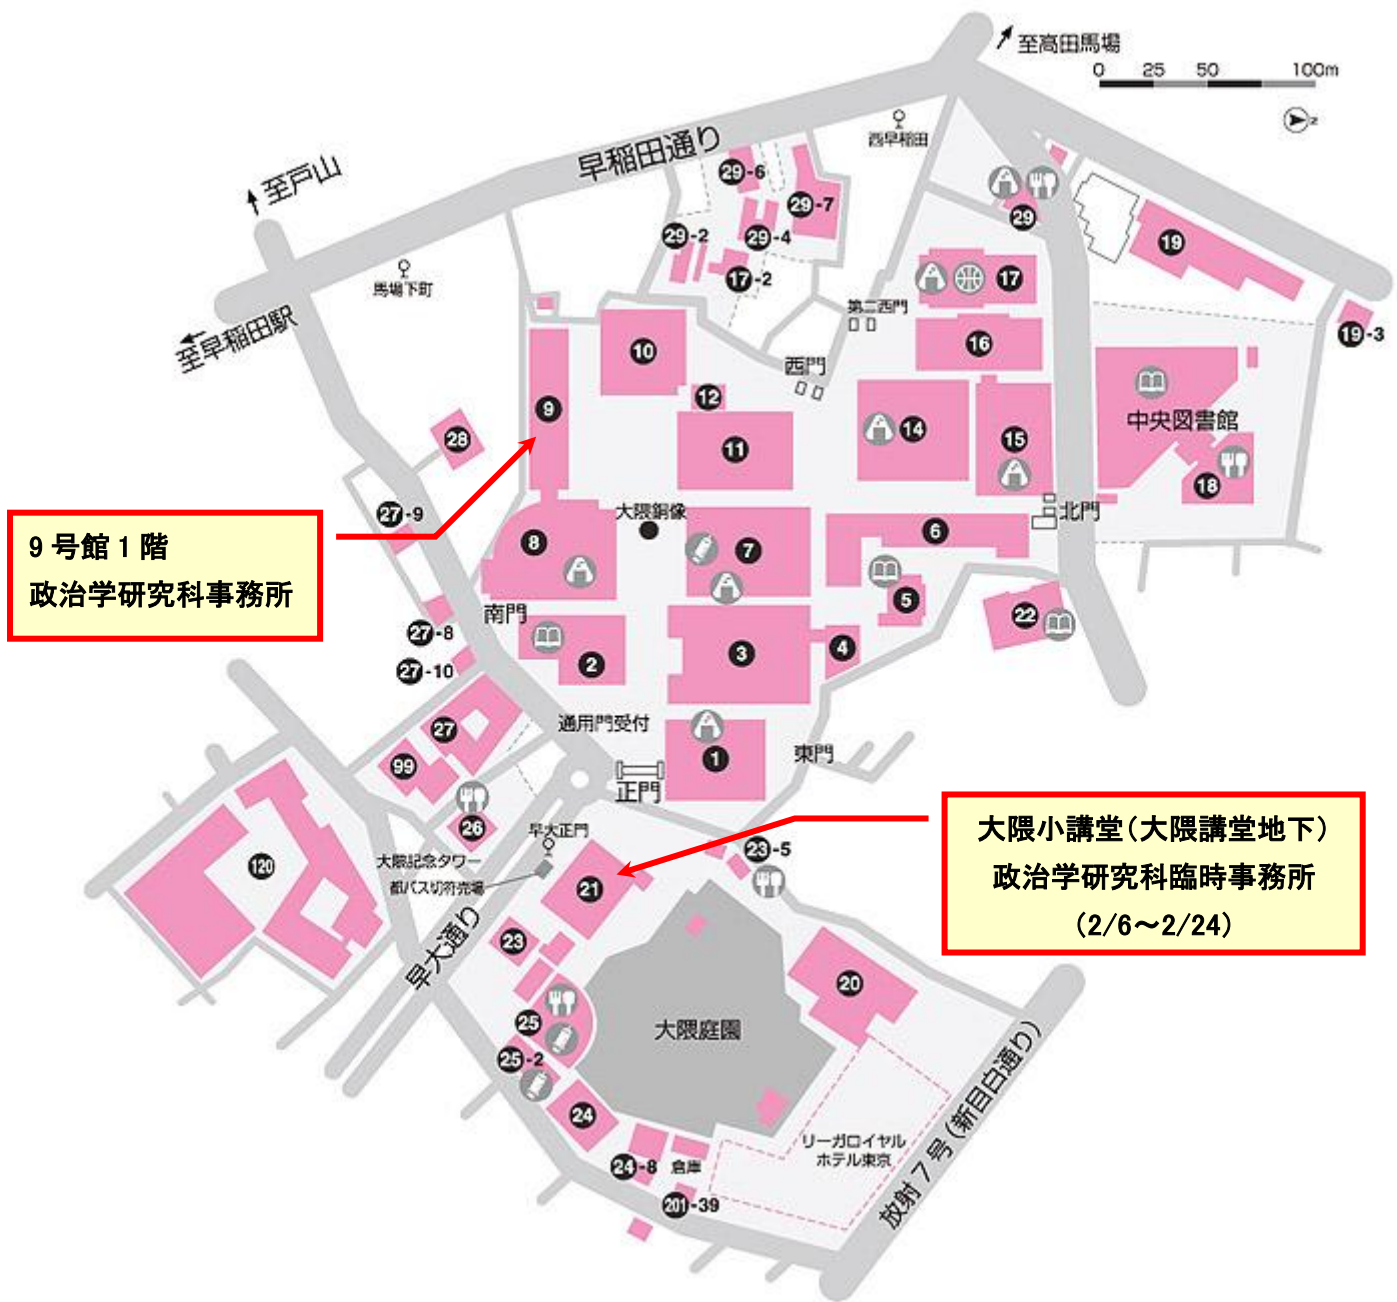 至高田馬場
0 25 50 100m
N
西早稲田
早稲田通り
至戸山
29-6
29-7
29
19
29-2
29-4
17-2
17
馬場下町
第二西門
至早稲田駅
19-3
10
16
西門
9
12
中央図書館
28
11
14
15
18
27-9
大隈銅像
北門
9号館1階
政治学研究科事務所
8
7
6
5
南門
22
27-8
2
3
4
27-10
通用門受付
27
99
1
東門
正門
26
早大正門
大隈記念タワー
都バス切符売場
120
23-5
大隈小講堂(大隈講堂地下)
政治学研究科臨時事務所
(2/6~2/24)
21
早大通り
23
20
25
大隈庭園
25-2
24
リーガロイヤル
ホテル東京
24-8
倉庫
201-39
放射7号(新目白通り)